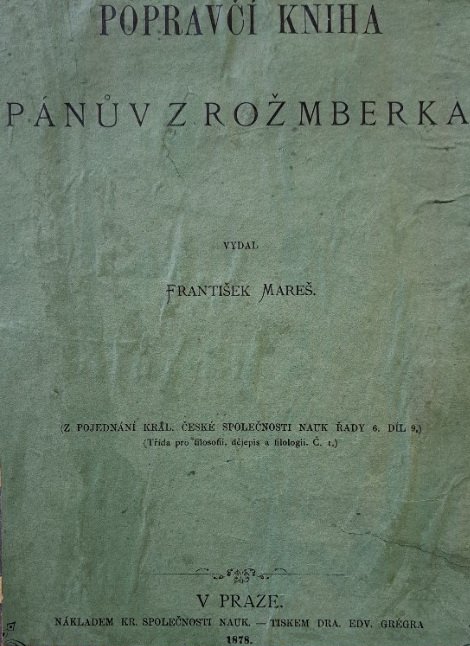 POPRAVČÍ KNIHA
PÁNŮV Z ROŽMBERKA
VYDAL
FRANTIŠEK MAREŠ.
(Z POJEDNÁNÍ KRÁL. ČESKÉ SPOLEČNOSTI NAUK ŘADY 6. DÍL 9.)
(Třída pro filosofii, dějepis a filologii. Č. 1.)
V PRAZE.
NÁKLADEM KR. SPOLEČNOSTI NAUK. — TISKEM DRA. EDV. GRÉGRA
1878.